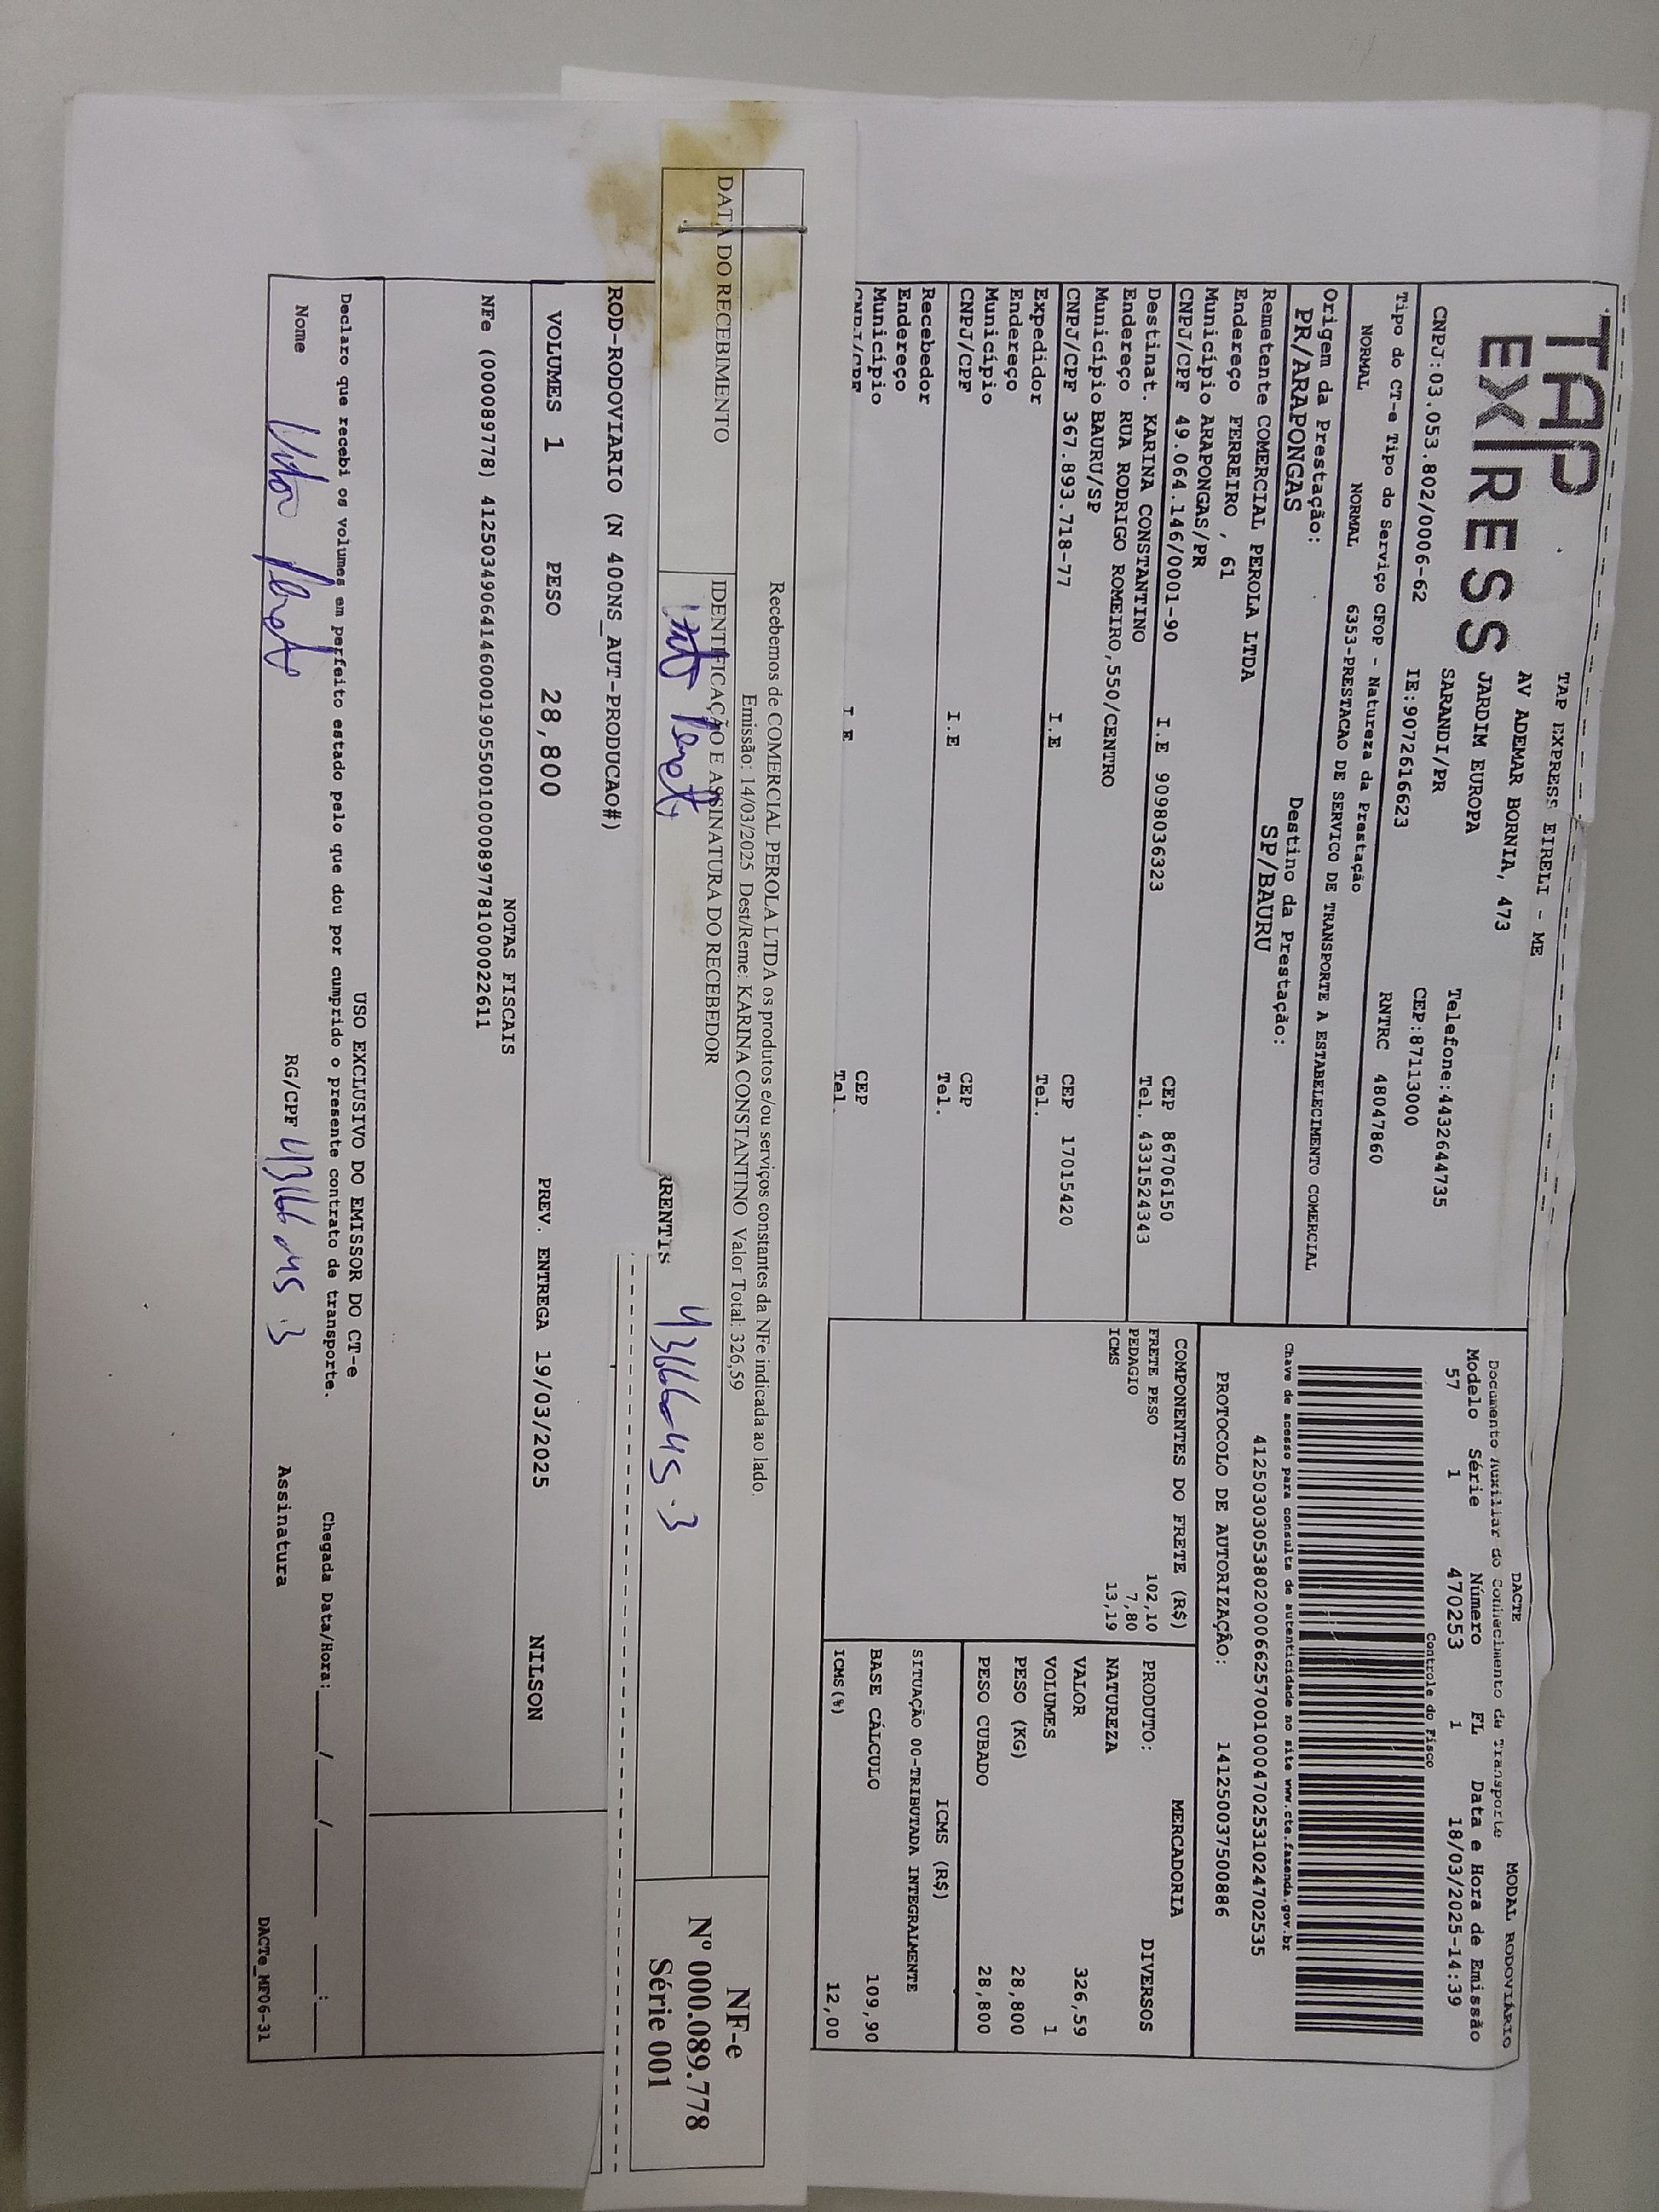 TAP EXPRESS
TAP EXPRESS EIRELI - ME
AV ADEMAR BORNIA, 473
JARDIM EUROPA
SARANDI/PR
Telefone:4432644735
CNPJ:03.053.802/0006-62 IE:9072616623 CEP:87113000
RNTRC 48047860
Tipo do CT-e Tipo do Serviço CFOP - Natureza da Prestação
NORMAL NORMAL 6353-PRESTACAO DE SERVICO DE TRANSPORTE A ESTABELECIMENTO COMERCIAL
Origem da Prestação: Destino da Prestação:
PR/ARAPONGAS SP/BAURU
DACTE MODAL RODOVIÁRIO
Documento Auxiliar do Conhecimento de Transporte
Modelo Série Número FL Data e Hora de Emissão
57 1 470253 1 18/03/2025-14:39
Controle do Fisco
Chave de acesso para consulta de autenticidade no site www.cte.fazenda.gov.br
41250303053802000662570010004702531024702535
PROTOCOLO DE AUTORIZAÇÃO: 141250037500886
Remetente COMERCIAL PEROLA LTDA
Endereço FERREIRO , 61
Município ARAPONGAS/PR CEP 86706150
CNPJ/CPF 49.064.146/0001-90 I.E 9098036323 Tel. 4331524343
Destinat. KARINA CONSTANTINO
Endereço RUA RODRIGO ROMEIRO,550/CENTRO
Município BAURU/SP CEP 17015420
CNPJ/CPF 367.893.718-77 I.E Tel.
Expedidor
Endereço
Município CEP
CNPJ/CPF I.E Tel.
Recebedor
Endereço
Município CEP
CNPJ/CPF I E Tel.
COMPONENTES DO FRETE (R$)
FRETE PESO 102,10
PEDAGIO 7,80
ICMS 13,19
MERCADORIA
PRODUTO: DIVERSOS
NATUREZA
VALOR 326,59
VOLUMES 1
PESO (KG) 28,800
PESO CUBADO 28,800
ICMS (R$)
SITUAÇÃO 00-TRIBUTADA INTEGRALMENTE
BASE CÁLCULO 109,90
ICMS(%) 12,00
Recebemos de COMERCIAL PEROLA LTDA os produtos e/ou serviços constantes da NFe indicada ao lado.
Emissão: 14/03/2025 Dest/Reme: KARINA CONSTANTINO Valor Total: 326,59
DATA DO RECEBIMENTO IDENTIFICAÇÃO E ASSINATURA DO RECEBEDOR
NF-e
Nº 000.089.778
Série 001
RENTIS
ROD-RODOVIARIO (N 400NS_AUT-PRODUCAO#)
VOLUMES 1 PESO 28,800 PREV. ENTREGA 19/03/2025 NILSON
NOTAS FISCAIS
NFe (000089778) 41250349064146000190550010000897781000022611
USO EXCLUSIVO DO EMISSOR DO CT-e
Declaro que recebi os volumes em perfeito estado pelo que dou por cumprido o presente contrato de transporte. Chegada Data/Hora:____/____/______ ____:____
Nome RG/CPF Assinatura
DACTe_MF06-31